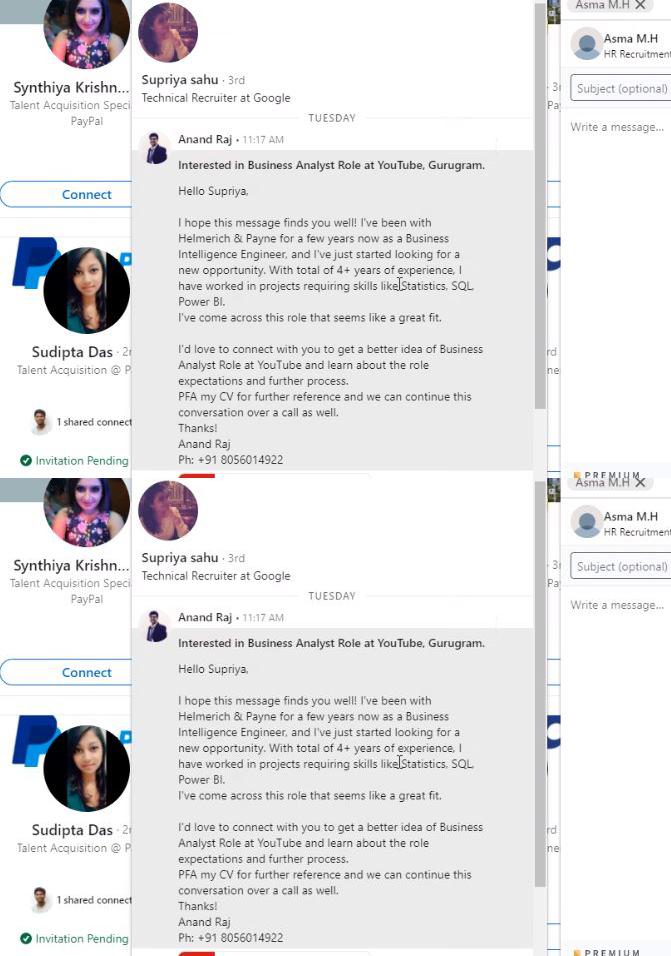 Asma M.H ✕
Asma M.H
HR Recruitment
Synthiya Krishn...
Talent Acquisition Speci
PayPal
Supriya sahu · 3rd
Technical Recruiter at Google
Subject (optional)
TUESDAY
Write a message...
Anand Raj • 11:17 AM
Interested in Business Analyst Role at YouTube, Gurugram.
Hello Supriya,
Connect
I hope this message finds you well! I've been with
Helmerich & Payne for a few years now as a Business
Intelligence Engineer, and I've just started looking for a
new opportunity. With total of 4+ years of experience, I
have worked in projects requiring skills like Statistics, SQL,
Power BI.
I've come across this role that seems like a great fit.
I'd love to connect with you to get a better idea of Business
Analyst Role at YouTube and learn about the role
expectations and further process.
PFA my CV for further reference and we can continue this
conversation over a call as well.
Thanks!
Anand Raj
Ph: +91 8056014922
Sudipta Das · 2
Talent Acquisition @ P
1 shared connect
Invitation Pending
PREMIUM
Asma M.H ✕
Asma M.H
HR Recruitment
Synthiya Krishn...
Talent Acquisition Speci
PayPal
Supriya sahu · 3rd
Technical Recruiter at Google
Subject (optional)
TUESDAY
Write a message...
Anand Raj • 11:17 AM
Interested in Business Analyst Role at YouTube, Gurugram.
Hello Supriya,
Connect
I hope this message finds you well! I've been with
Helmerich & Payne for a few years now as a Business
Intelligence Engineer, and I've just started looking for a
new opportunity. With total of 4+ years of experience, I
have worked in projects requiring skills like Statistics, SQL,
Power BI.
I've come across this role that seems like a great fit.
I'd love to connect with you to get a better idea of Business
Analyst Role at YouTube and learn about the role
expectations and further process.
PFA my CV for further reference and we can continue this
conversation over a call as well.
Thanks!
Anand Raj
Ph: +91 8056014922
Sudipta Das · 2
Talent Acquisition @ P
1 shared connect
Invitation Pending
PREMIUM